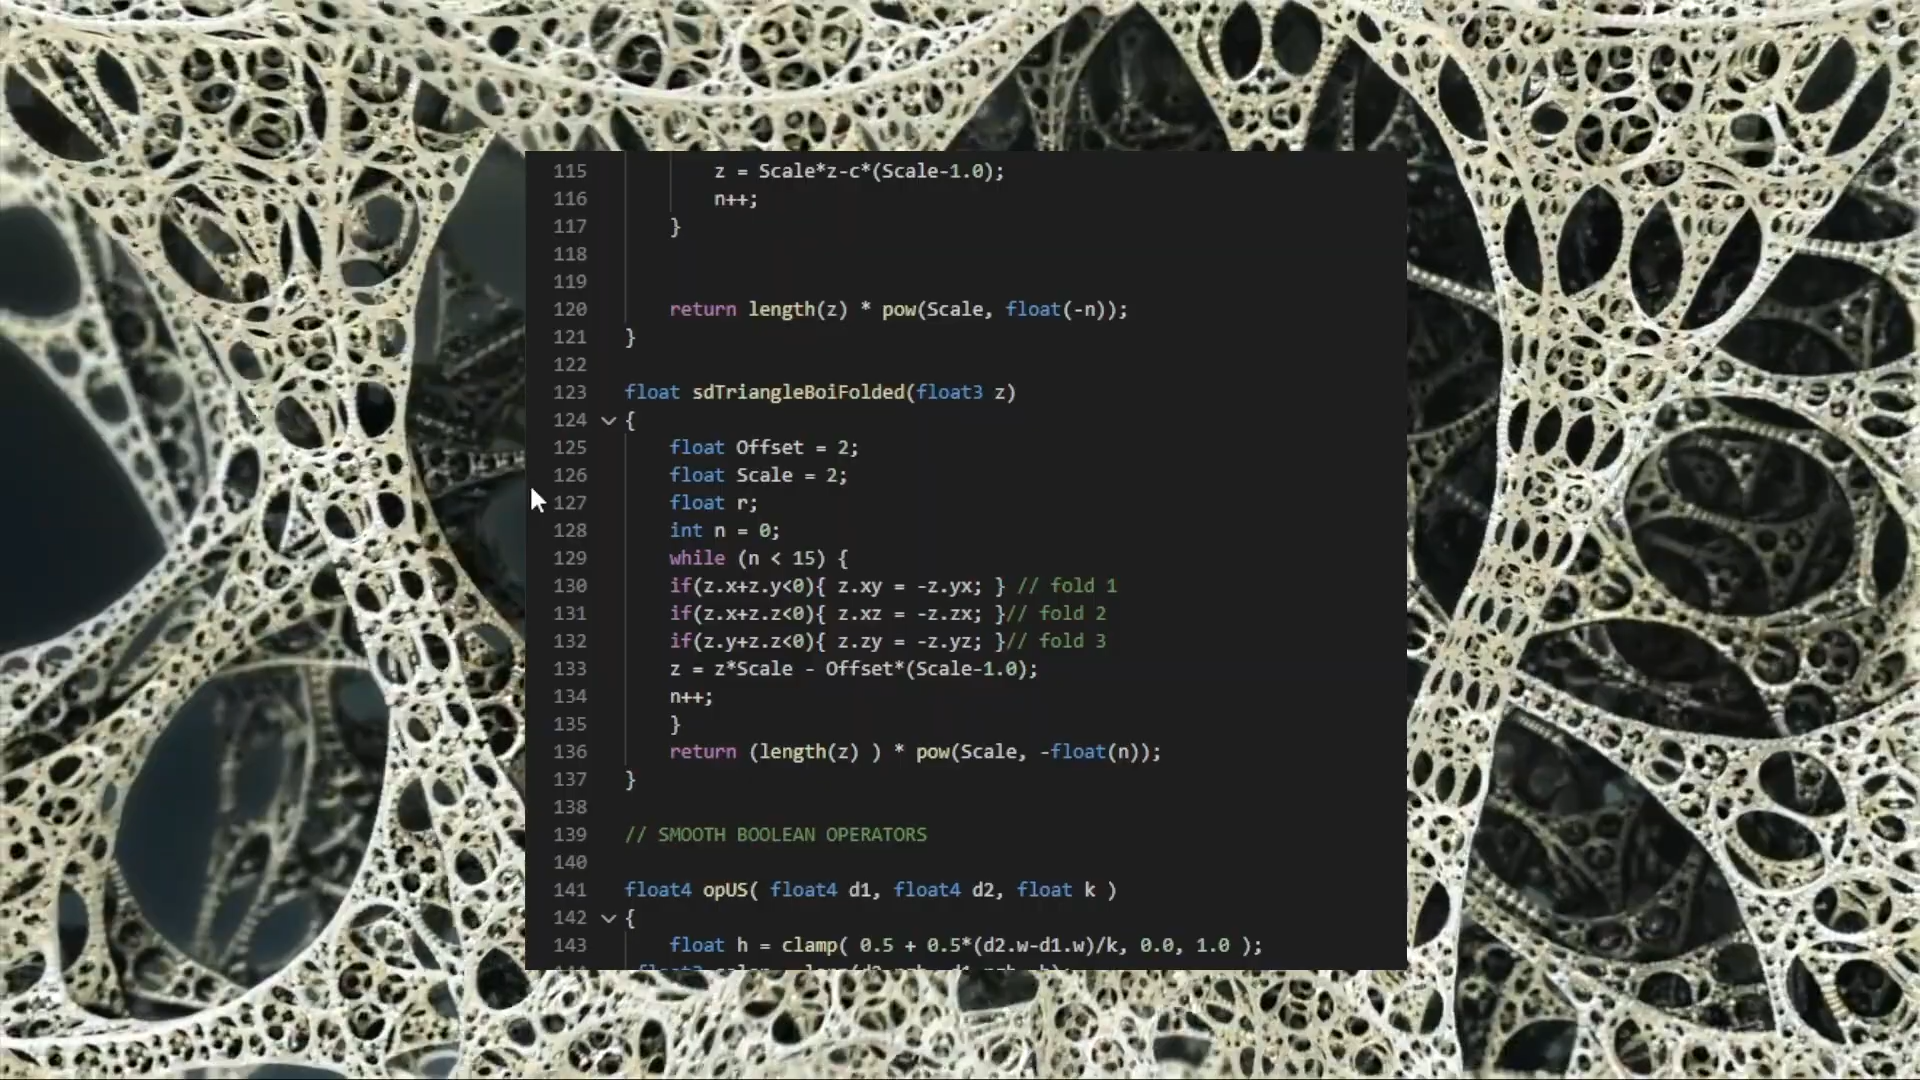 115 z = Scale*z-c*(Scale-1.0);
116 n++;
117 }
118
119
120 return length(z) * pow(Scale, float(-n));
121 }
122
123 float sdTriangleBoiFolded(float3 z)
124 {
125 float Offset = 2;
126 float Scale = 2;
127 float r;
128 int n = 0;
129 while (n < 15) {
130 if(z.x+z.y<0){ z.xy = -z.yx; } // fold 1
131 if(z.x+z.z<0){ z.xz = -z.zx; }// fold 2
132 if(z.y+z.z<0){ z.zy = -z.yz; }// fold 3
133 z = z*Scale - Offset*(Scale-1.0);
134 n++;
135 }
136 return (length(z) ) * pow(Scale, -float(n));
137 }
138
139 // SMOOTH BOOLEAN OPERATORS
140
141 float4 opUS( float4 d1, float4 d2, float k )
142 {
143 float h = clamp( 0.5 + 0.5*(d2.w-d1.w)/k, 0.0, 1.0 );